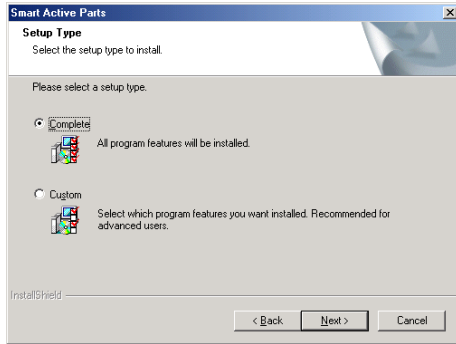 Smart Active Parts
Setup Type
Select the setup type to install.
Please select a setup type.
Complete
All program features will be installed.
Custom
Select which program features you want installed. Recommended for
advanced users.
InstallShield
< Back
Next >
Cancel